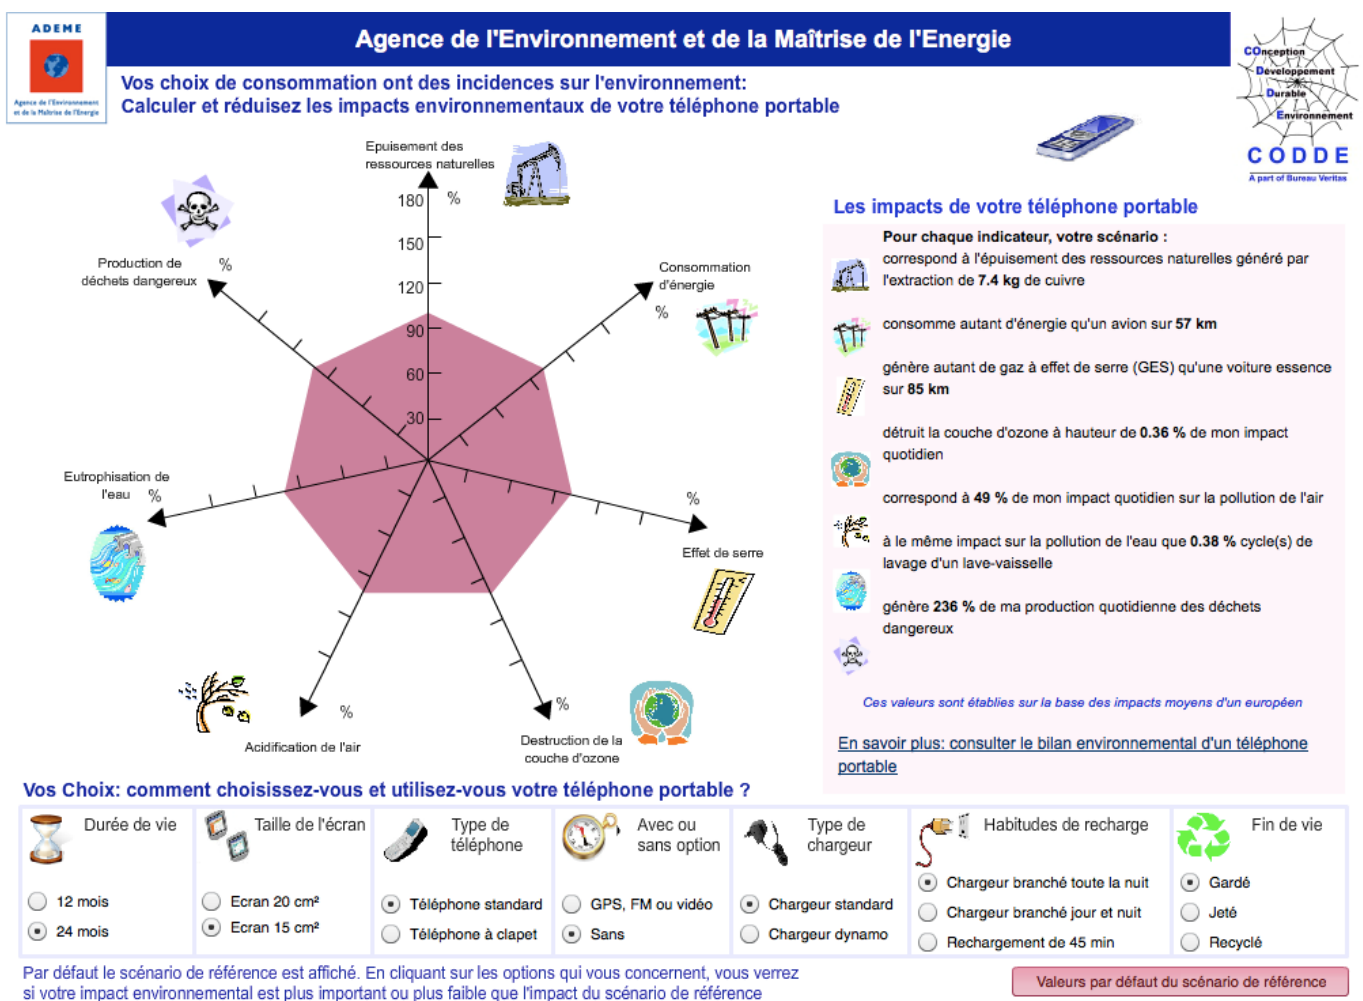 ADEME
Agence de l'Environnement
et de la Maîtrise de l'Energie
Agence de l'Environnement et de la Maîtrise de l'Energie
COnception
Développement
Durable
Environnement
CODDE
A part of Bureau Veritas
Vos choix de consommation ont des incidences sur l'environnement:
Calculer et réduisez les impacts environnementaux de votre téléphone portable
Epuisement des
ressources naturelles
180
%
150
120
90
60
30
Consommation
d'énergie
%
%
Effet de serre
%
Destruction de la
couche d'ozone
%
Acidification de l'air
Eutrophisation de
l'eau
%
Production de
déchets dangereux
%
Les impacts de votre téléphone portable
Pour chaque indicateur, votre scénario :
correspond à l'épuisement des ressources naturelles généré par
l'extraction de 7.4 kg de cuivre
consomme autant d'énergie qu'un avion sur 57 km
génère autant de gaz à effet de serre (GES) qu'une voiture essence
sur 85 km
détruit la couche d'ozone à hauteur de 0.36 % de mon impact
quotidien
correspond à 49 % de mon impact quotidien sur la pollution de l'air
à le même impact sur la pollution de l'eau que 0.38 % cycle(s) de
lavage d'un lave-vaisselle
génère 236 % de ma production quotidienne des déchets
dangereux
Ces valeurs sont établies sur la base des impacts moyens d'un européen
En savoir plus: consulter le bilan environnemental d'un téléphone
portable
Vos Choix: comment choisissez-vous et utilisez-vous votre téléphone portable ?
Durée de vie
12 mois
24 mois
Taille de l'écran
Ecran 20 cm²
Ecran 15 cm²
Type de
téléphone
Téléphone standard
Téléphone à clapet
Avec ou
sans option
GPS, FM ou vidéo
Sans
Type de
chargeur
Chargeur standard
Chargeur dynamo
Habitudes de recharge
Chargeur branché toute la nuit
Chargeur branché jour et nuit
Rechargement de 45 min
Fin de vie
Gardé
Jeté
Recyclé
Par défaut le scénario de référence est affiché. En cliquant sur les options qui vous concernent, vous verrez
si votre impact environnemental est plus important ou plus faible que l'impact du scénario de référence
Valeurs par défaut du scénario de référence